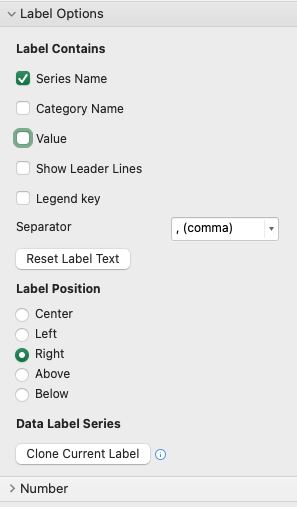 Label Options
Label Contains
Series Name
Category Name
Value
Show Leader Lines
Legend key
Separator , (comma)
Reset Label Text
Label Position
Center
Left
Right
Above
Below
Data Label Series
Clone Current Label
Number